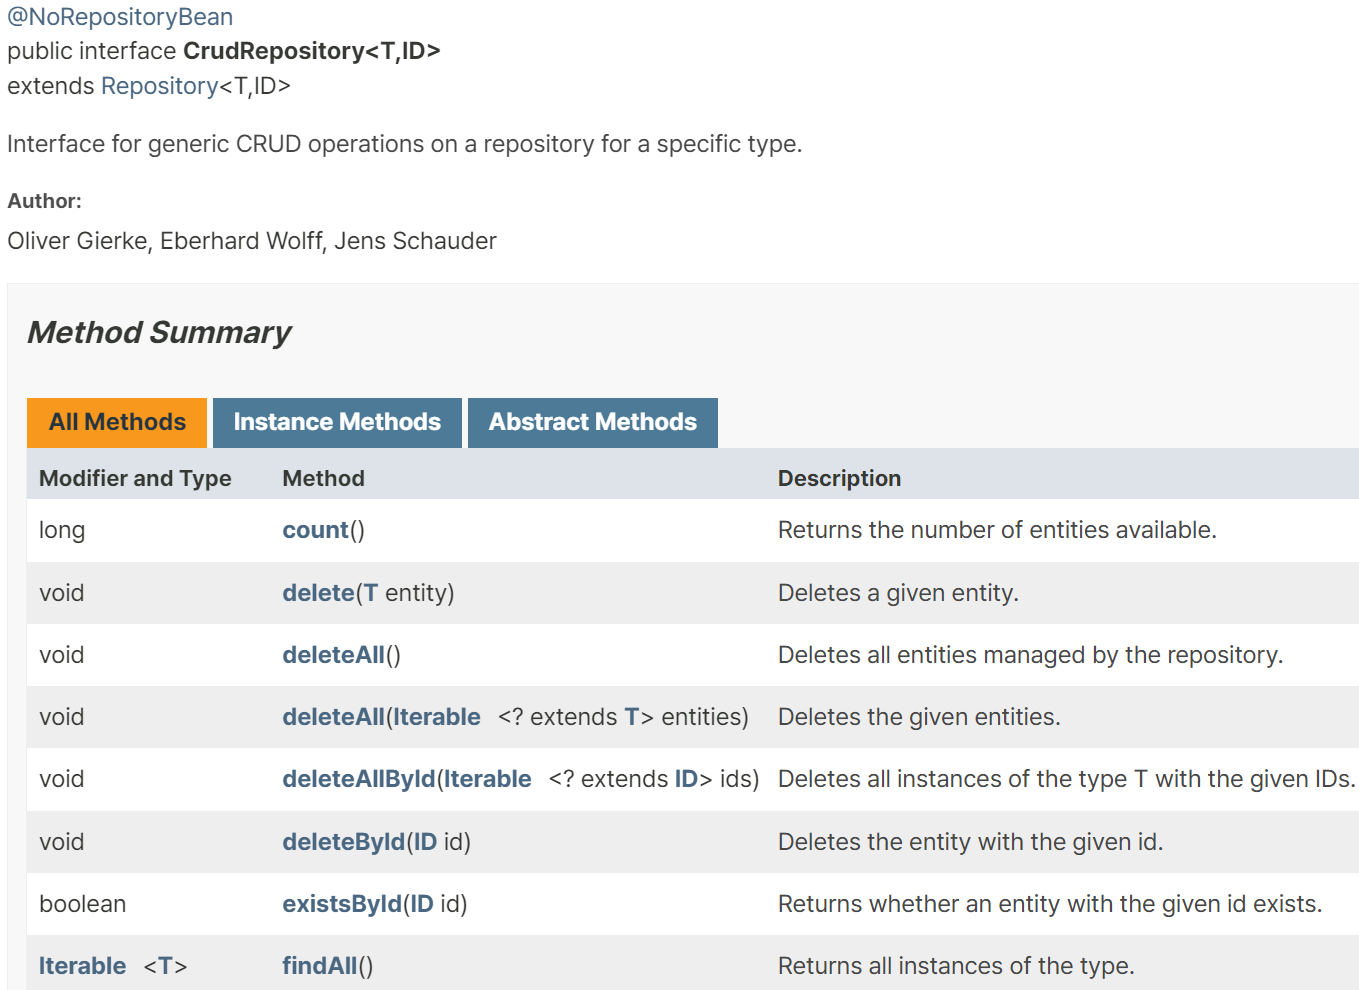 @NoRepositoryBean
public interface CrudRepository<T,ID>
extends Repository<T,ID>
Interface for generic CRUD operations on a repository for a specific type.
Author:
Oliver Gierke, Eberhard Wolff, Jens Schauder
Method Summary
All Methods Instance Methods Abstract Methods
Modifier and Type Method Description
long count() Returns the number of entities available.
void delete(T entity) Deletes a given entity.
void deleteAll() Deletes all entities managed by the repository.
void deleteAll(Iterable <? extends T> entities) Deletes the given entities.
void deleteAllById(Iterable <? extends ID> ids) Deletes all instances of the type T with the given IDs.
void deleteById(ID id) Deletes the entity with the given id.
boolean existsById(ID id) Returns whether an entity with the given id exists.
Iterable <T> findAll() Returns all instances of the type.